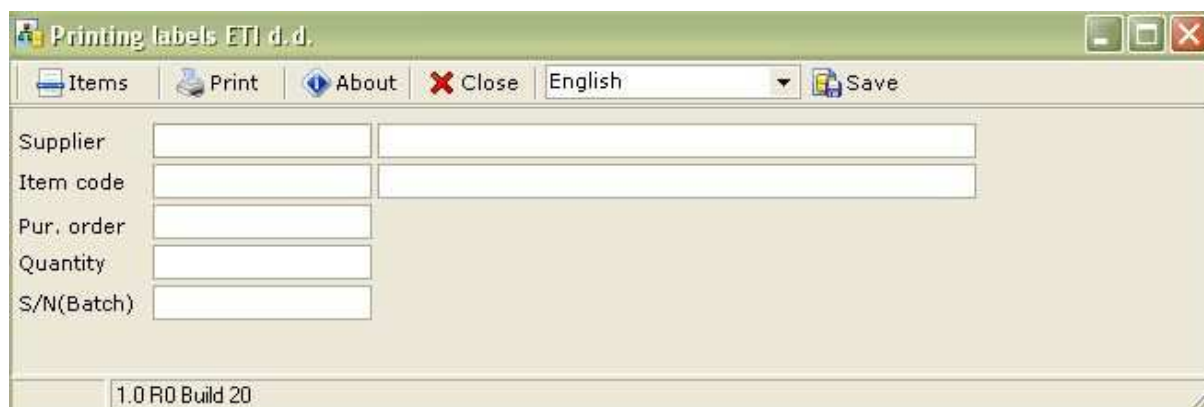 Printing labels ETI d.d.
Items Print About Close English Save
Supplier
Item code
Pur. order
Quantity
S/N(Batch)
1.0 R0 Build 20